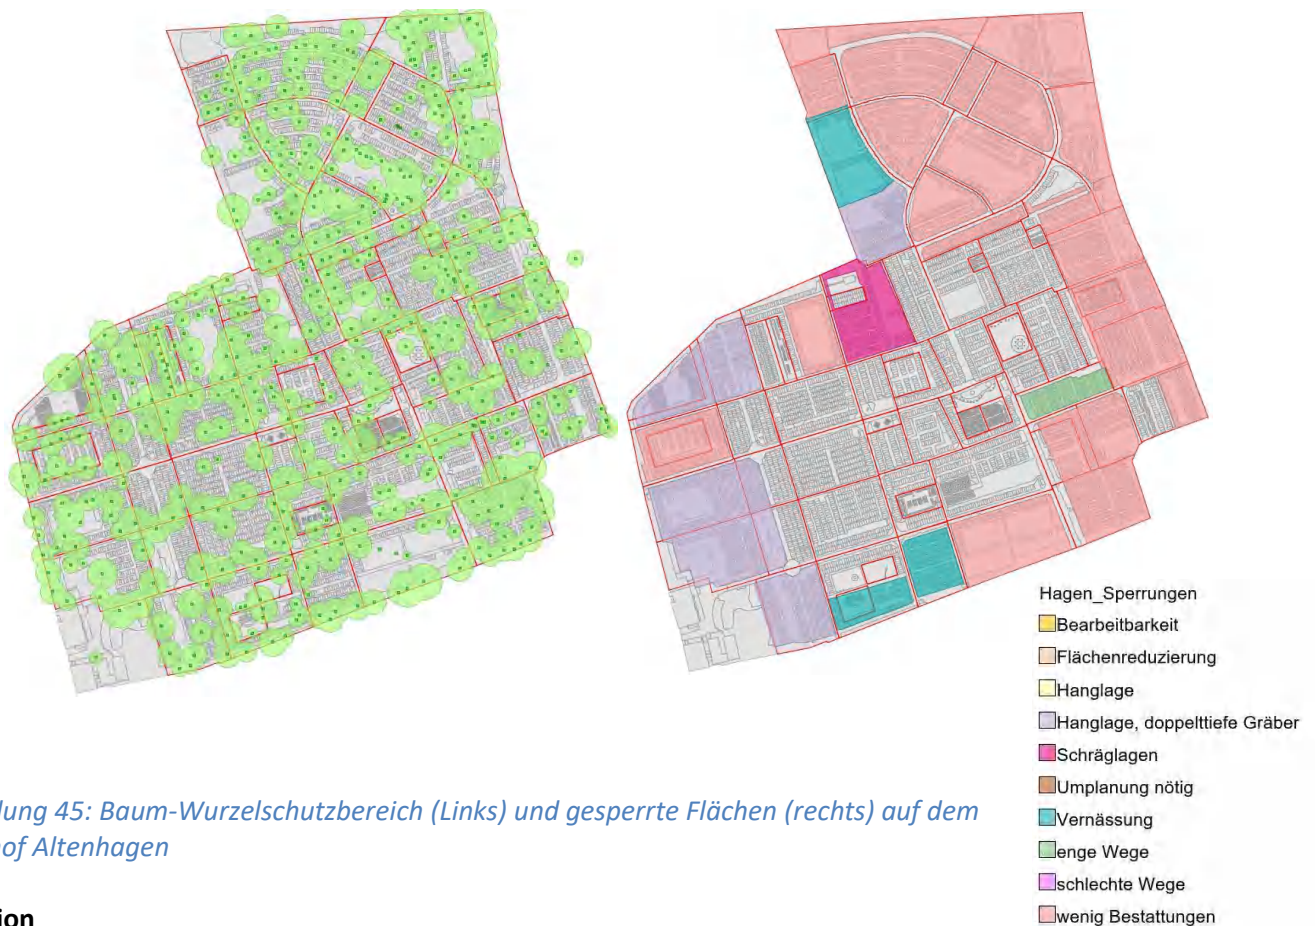 Hagen_Sperrungen
Bearbeitbarkeit
Flächenreduzierung
Hanglage
Hanglage, doppelttiefe Gräber
Schräglagen
Umplanung nötig
Vernässung
enge Wege
schlechte Wege
wenig Bestattungen
lung 45: Baum-Wurzelschutzbereich (Links) und gesperrte Flächen (rechts) auf dem
of Altenhagen
ion